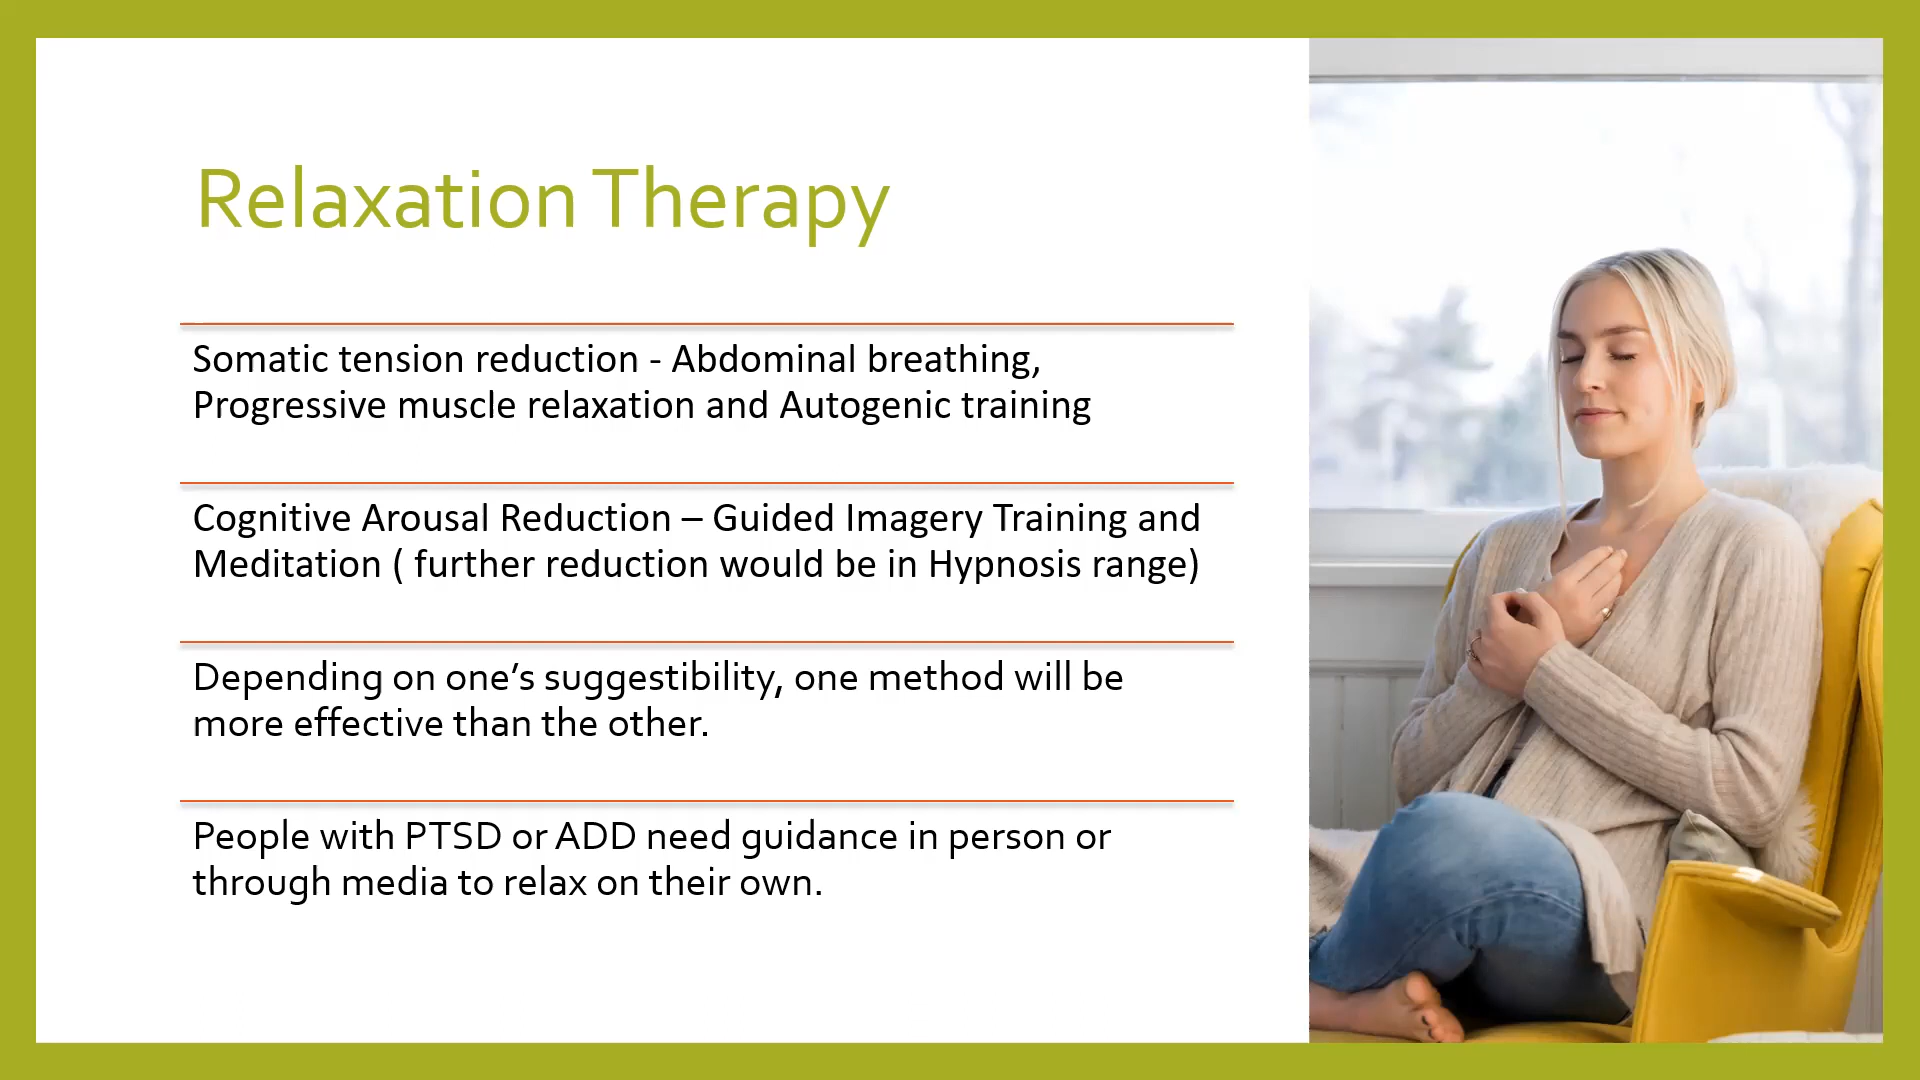 Relaxation Therapy
Somatic tension reduction - Abdominal breathing,
Progressive muscle relaxation and Autogenic training
Cognitive Arousal Reduction – Guided Imagery Training and
Meditation ( further reduction would be in Hypnosis range)
Depending on one’s suggestibility, one method will be
more effective than the other.
People with PTSD or ADD need guidance in person or
through media to relax on their own.